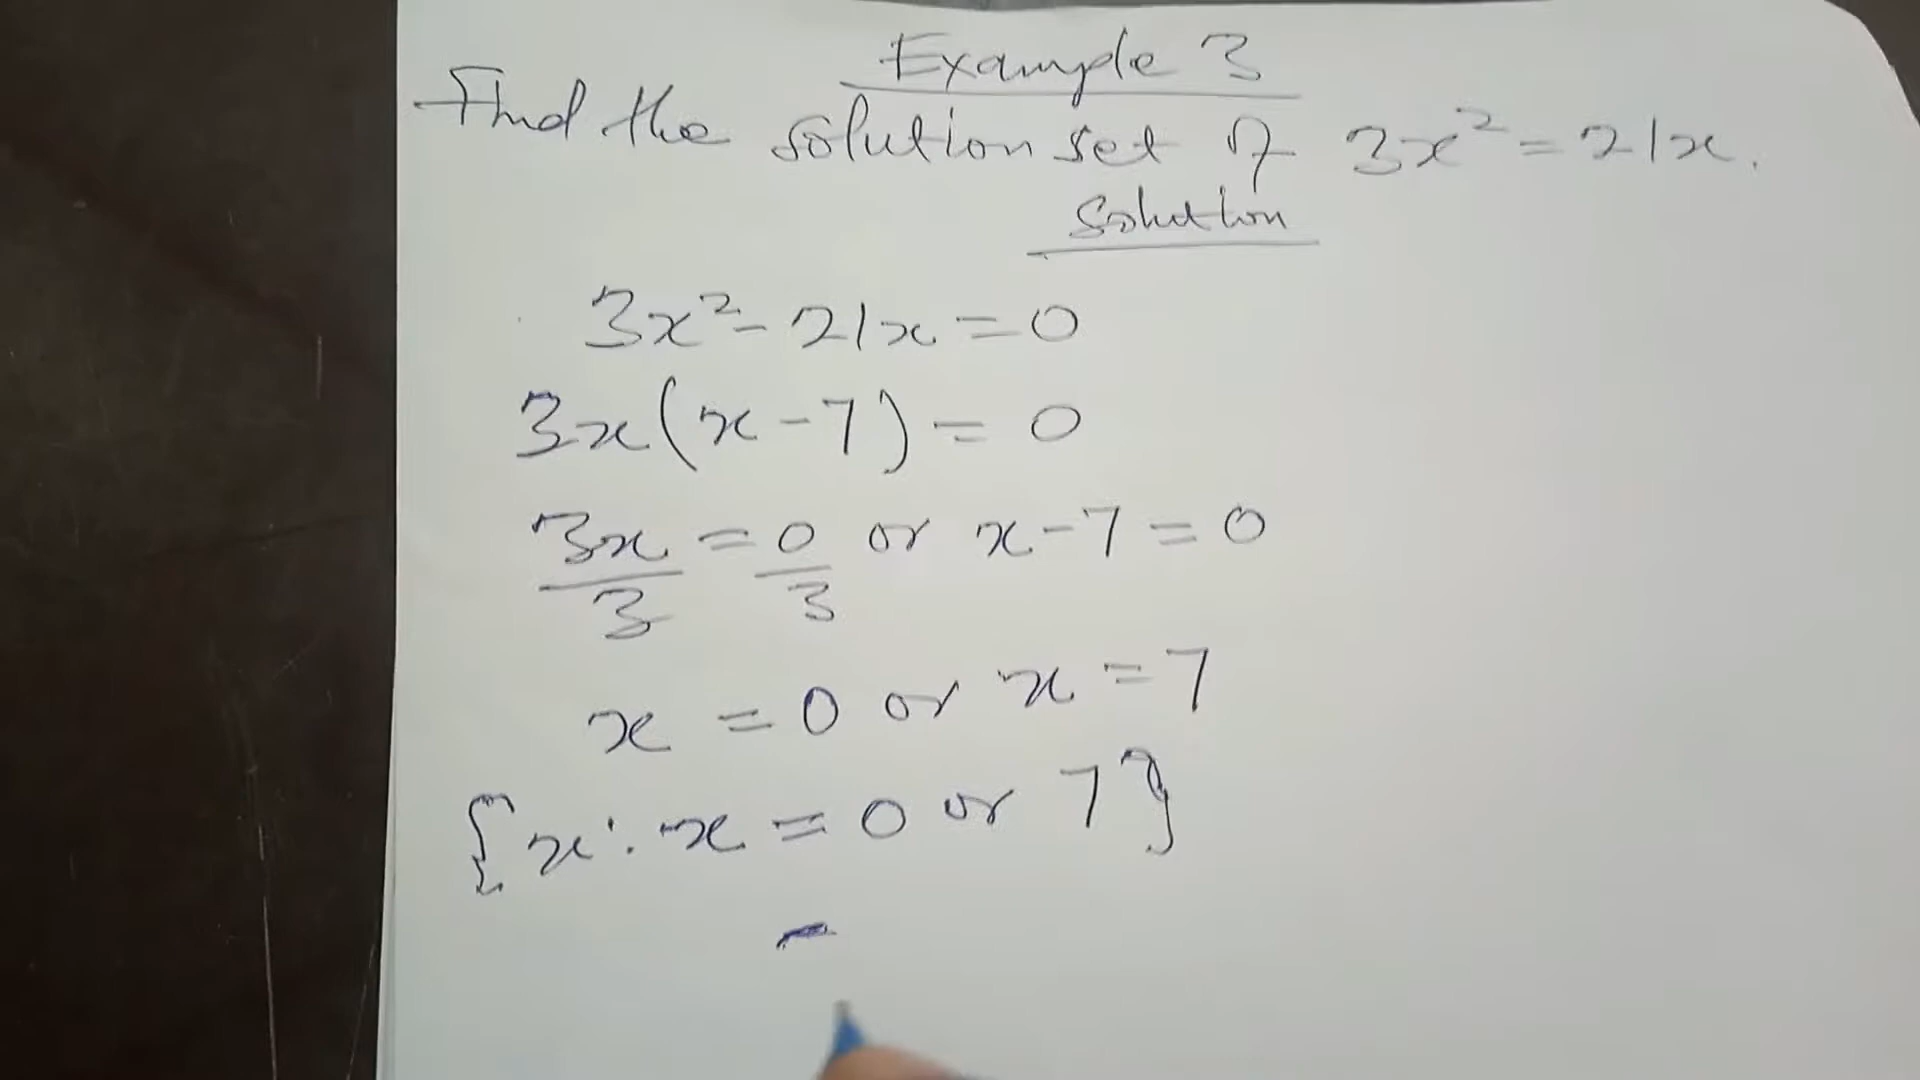 Example 3
Find the solution set of 3x² = 21x.
Solution
3x² - 21x = 0
3x(x - 7) = 0
3x/3 = 0/3 or x - 7 = 0
x = 0 or x = 7
{x : x = 0 or 7}